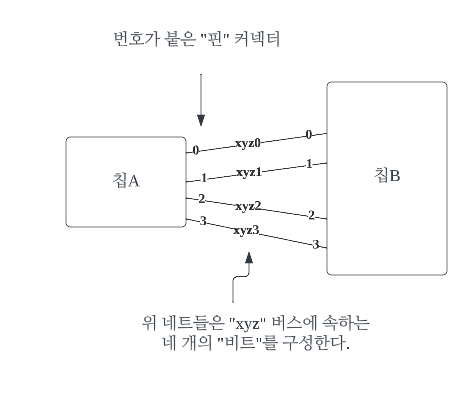 번호가 붙은 "핀" 커넥터
0 xyz0 0
칩A
1 xyz1 1
칩B
2 xyz2 2
3 xyz3 3
위 네트들은 "xyz" 버스에 속하는
네 개의 "비트"를 구성한다.